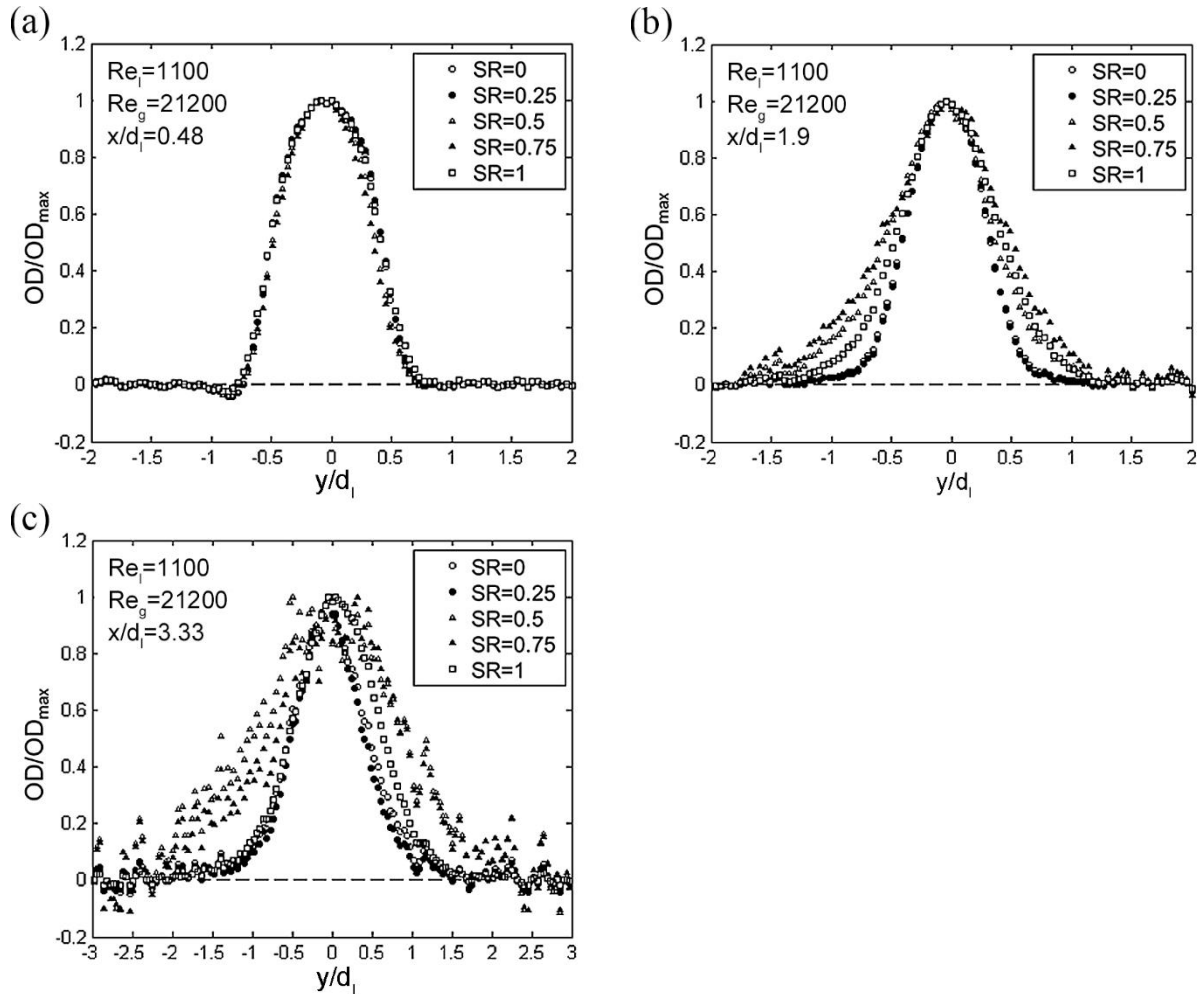 (a)
1.2
1
0.8
0.6
0.4
0.2
0
-0.2
OD/OD_max
Re_l=1100
Re_g=21200
x/d_l=0.48
SR=0
SR=0.25
SR=0.5
SR=0.75
SR=1
-2 -1.5 -1 -0.5 0 0.5 1 1.5 2
y/d_l
(b)
1.2
1
0.8
0.6
0.4
0.2
0
-0.2
OD/OD_max
Re_l=1100
Re_g=21200
x/d_l=1.9
SR=0
SR=0.25
SR=0.5
SR=0.75
SR=1
-2 -1.5 -1 -0.5 0 0.5 1 1.5 2
y/d_l
(c)
1.2
1
0.8
0.6
0.4
0.2
0
-0.2
OD/OD_max
Re_l=1100
Re_g=21200
x/d_l=3.33
SR=0
SR=0.25
SR=0.5
SR=0.75
SR=1
-3 -2.5 -2 -1.5 -1 -0.5 0 0.5 1 1.5 2 2.5 3
y/d_l